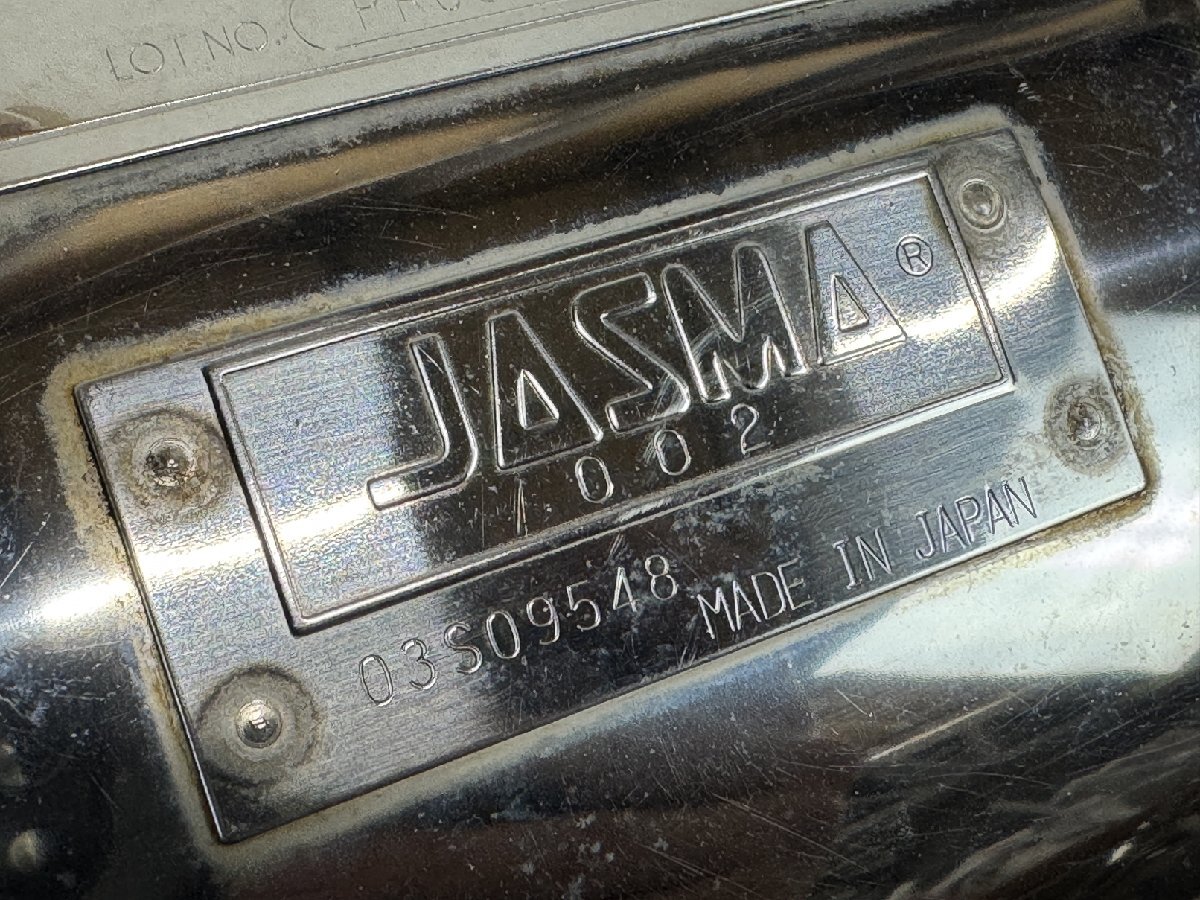 LOT.NO.
JASMA ®
1002
03S09548 MADE IN JAPAN